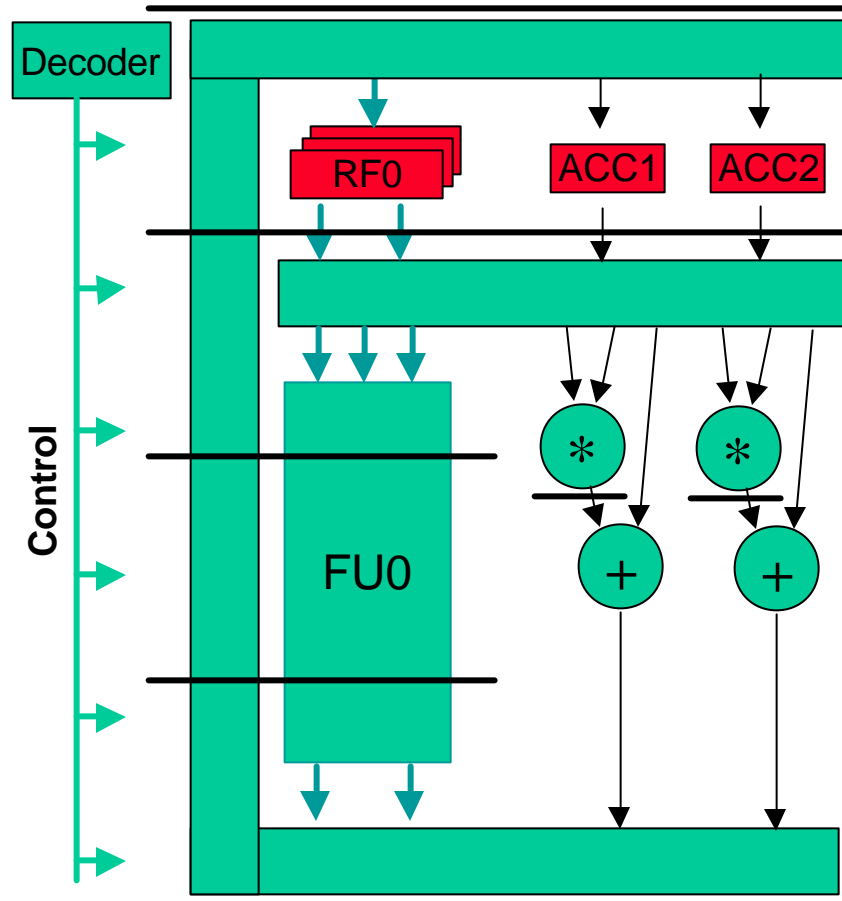 Decoder
RF0
ACC1
ACC2
*
*
Control
FU0
+
+